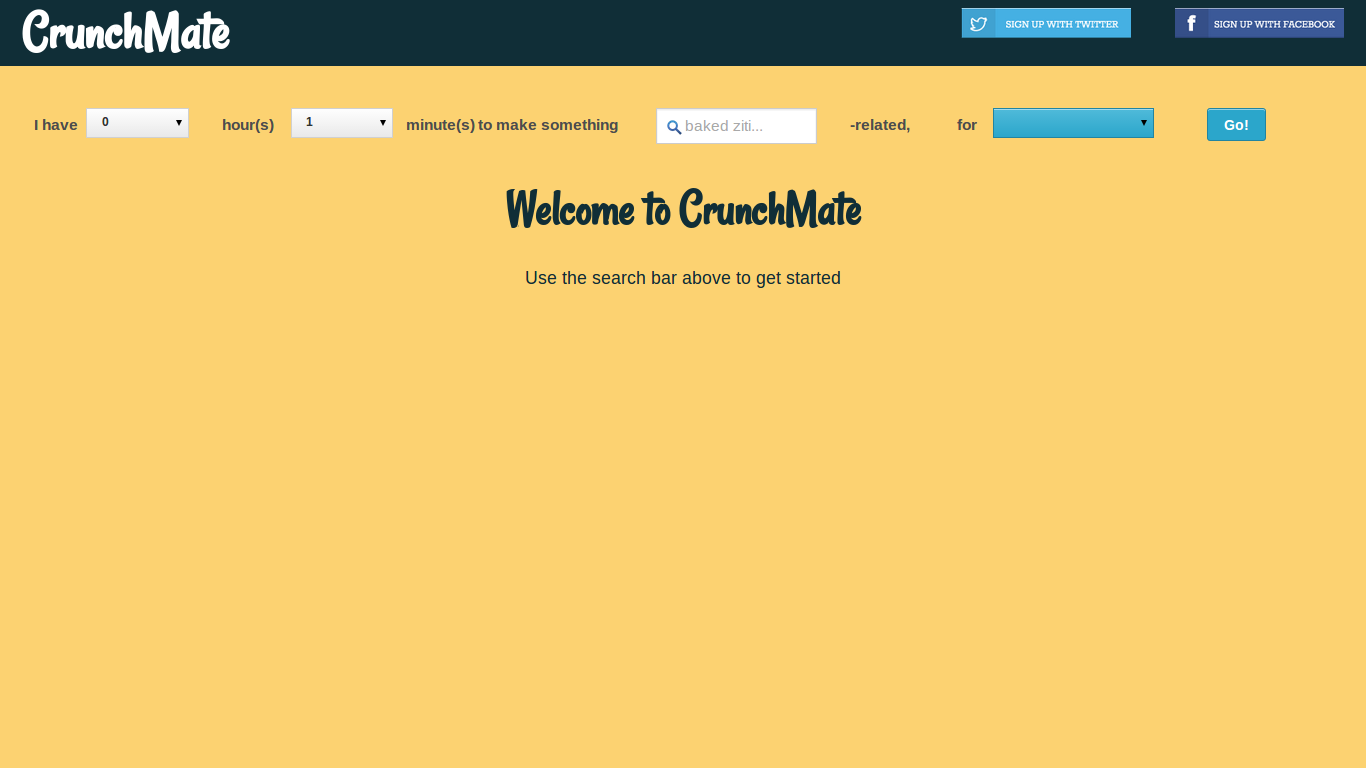 CrunchMate
SIGN UP WITH TWITTER
SIGN UP WITH FACEBOOK
I have 0 hour(s) 1 minute(s) to make something baked ziti... -related, for Go!
Welcome to CrunchMate
Use the search bar above to get started